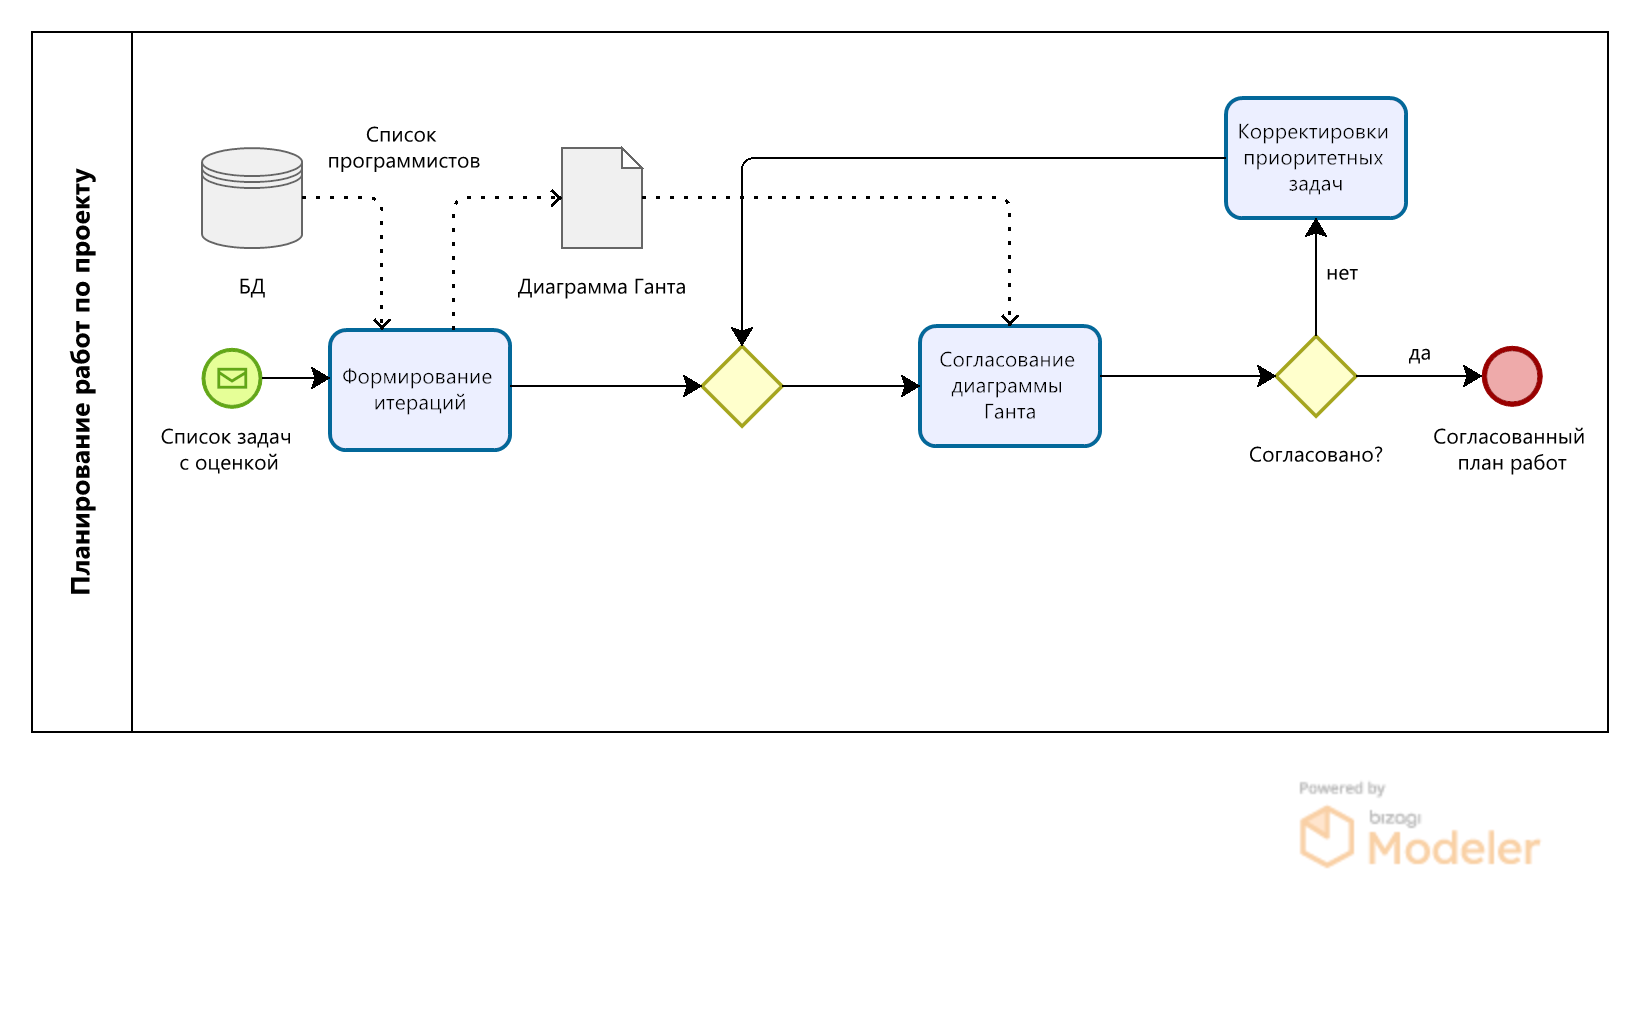 Планирование работ по проекту
Список
программистов
БД
Диаграмма Ганта
Корректировки
приоритетных
задач
нет
Формирование
итераций
Согласование
диаграммы
Ганта
да
Список задач
с оценкой
Согласовано?
Согласованный
план работ
Powered by
bizagi
Modeler